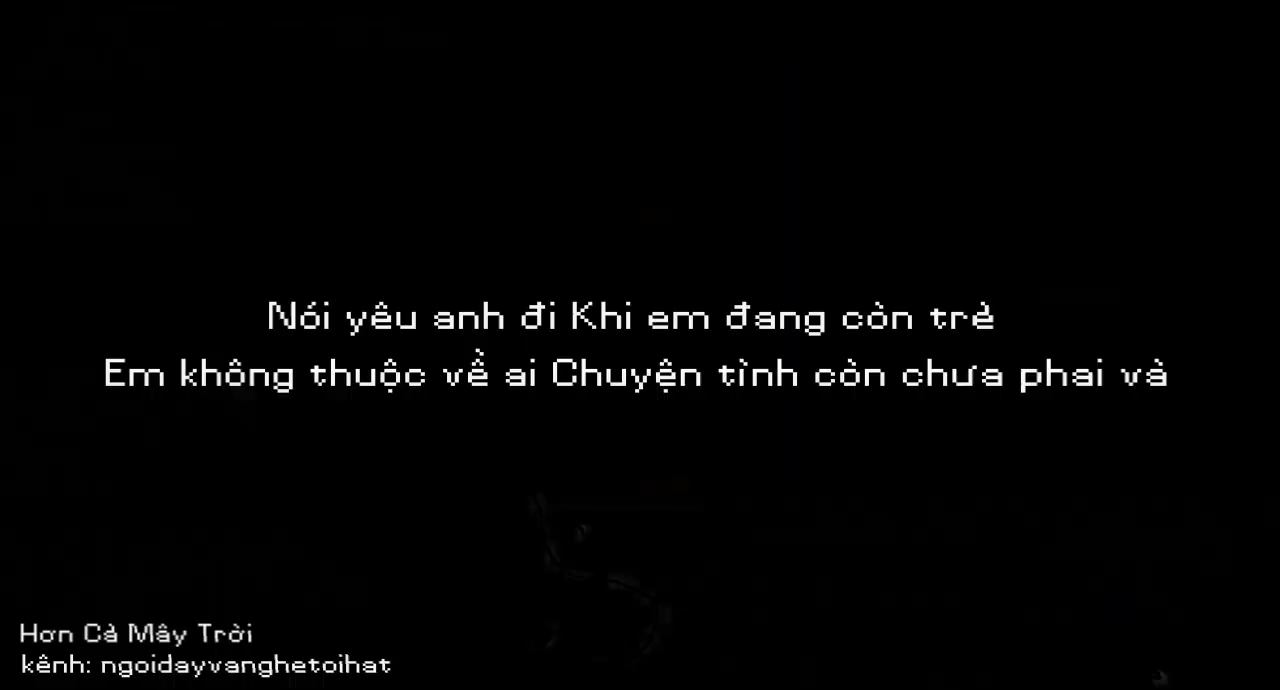 Nói yêu anh đi Khi em đang còn trẻ
Em không thuộc về ai Chuyện tình còn chưa phai và
Hơn Cả Mây Trời
kênh: ngoidayvanghetoihat